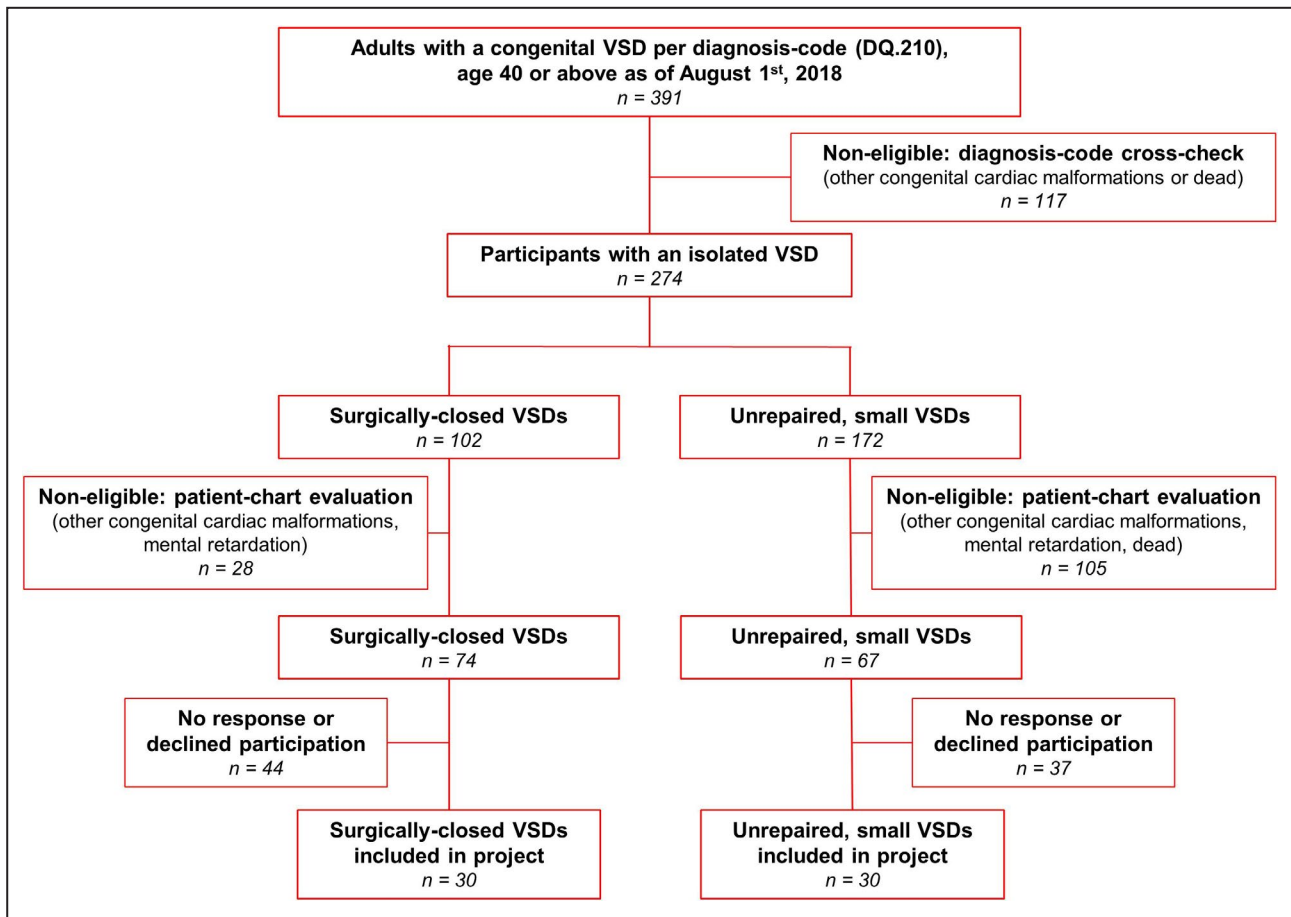 Adults with a congenital VSD per diagnosis-code (DQ.210),
age 40 or above as of August 1st, 2018
n = 391
Non-eligible: diagnosis-code cross-check
(other congenital cardiac malformations or dead)
n = 117
Participants with an isolated VSD
n = 274
Surgically-closed VSDs
n = 102
Unrepaired, small VSDs
n = 172
Non-eligible: patient-chart evaluation
(other congenital cardiac malformations,
mental retardation)
n = 28
Non-eligible: patient-chart evaluation
(other congenital cardiac malformations,
mental retardation, dead)
n = 105
Surgically-closed VSDs
n = 74
Unrepaired, small VSDs
n = 67
No response or
declined participation
n = 44
No response or
declined participation
n = 37
Surgically-closed VSDs
included in project
n = 30
Unrepaired, small VSDs
included in project
n = 30